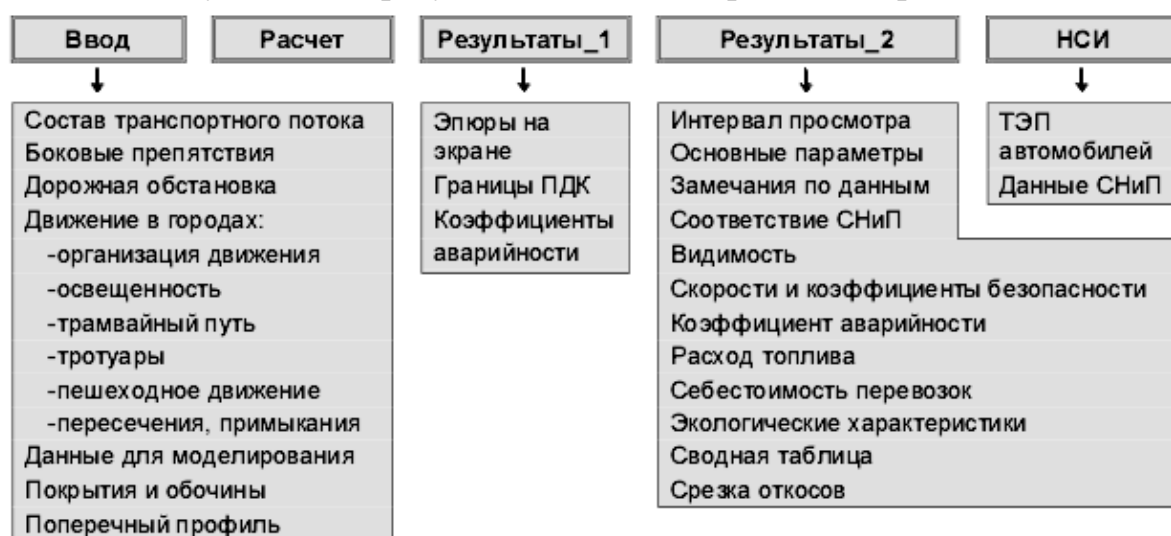 Ввод
Расчет
Результаты_1
Результаты_2
НСИ
Состав транспортного потока
Боковые препятствия
Дорожная обстановка
Движение в городах:
-организация движения
-освещенность
-трамвайный путь
-тротуары
-пешеходное движение
-пересечения, примыкания
Данные для моделирования
Покрытия и обочины
Поперечный профиль
Эпюры на
экране
Границы ПДК
Коэффициенты
аварийности
Интервал просмотра
Основные параметры
Замечания по данным
Соответствие СНиП
Видимость
Скорости и коэффициенты безопасности
Коэффициент аварийности
Расход топлива
Себестоимость перевозок
Экологические характеристики
Сводная таблица
Срезка откосов
ТЭП
автомобилей
Данные СНиП